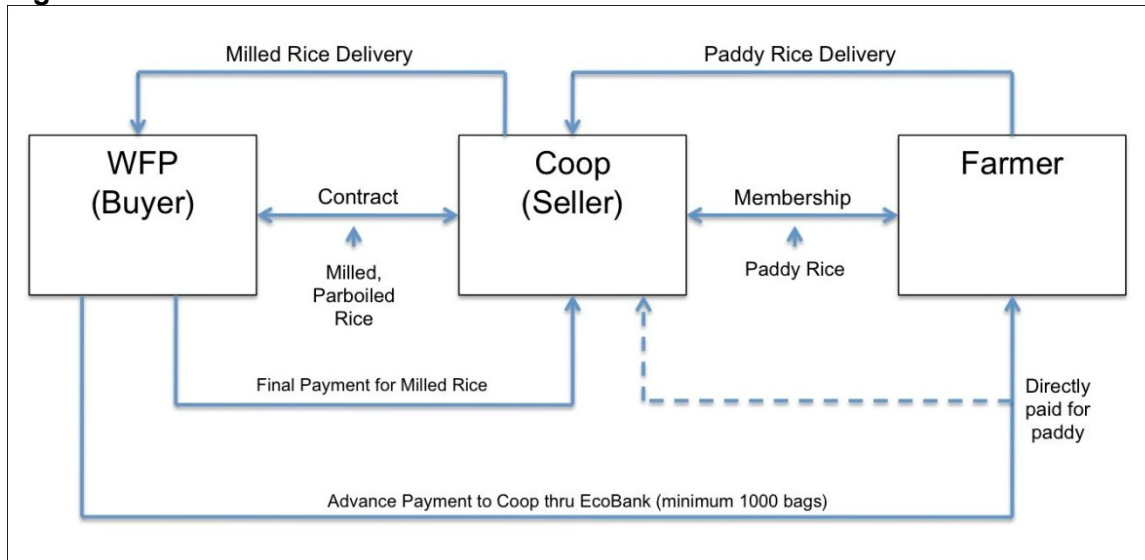 Milled Rice Delivery
Paddy Rice Delivery
WFP
(Buyer)
Contract
Milled,
Parboiled
Rice
Coop
(Seller)
Membership
Paddy Rice
Farmer
Final Payment for Milled Rice
Directly
paid for
paddy
Advance Payment to Coop thru EcoBank (minimum 1000 bags)